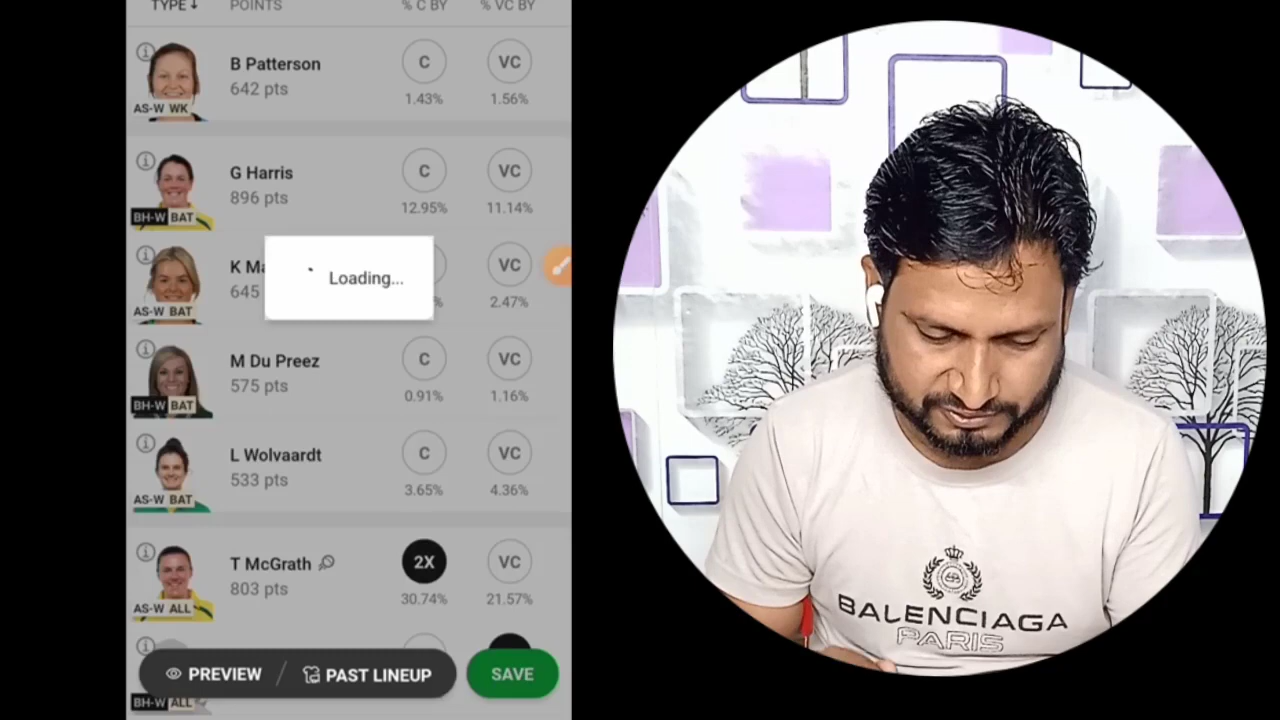 TYPE↓ POINTS % C BY % VC BY
B Patterson
642 pts
C VC
1.43% 1.56%
AS-W WK
G Harris
896 pts
C VC
12.95% 11.14%
BH-W BAT
645
VC
2.47%
AS-W BAT
Loading...
M Du Preez
575 pts
C VC
0.91% 1.16%
BH-W BAT
L Wolvaardt
533 pts
C VC
3.65% 4.36%
AS-W BAT
T McGrath
803 pts
2X VC
30.74% 21.57%
AS-W ALL
PREVIEW / PAST LINEUP
SAVE
BH-W ALL
BALENCIAGA
PARIS